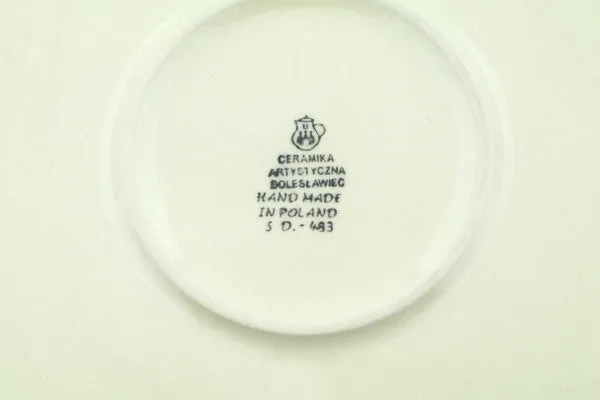 CERAMIKA
ARTYSTYCZNA
BOLESŁAWIEC
HAND MADE
IN POLAND
S D.-483